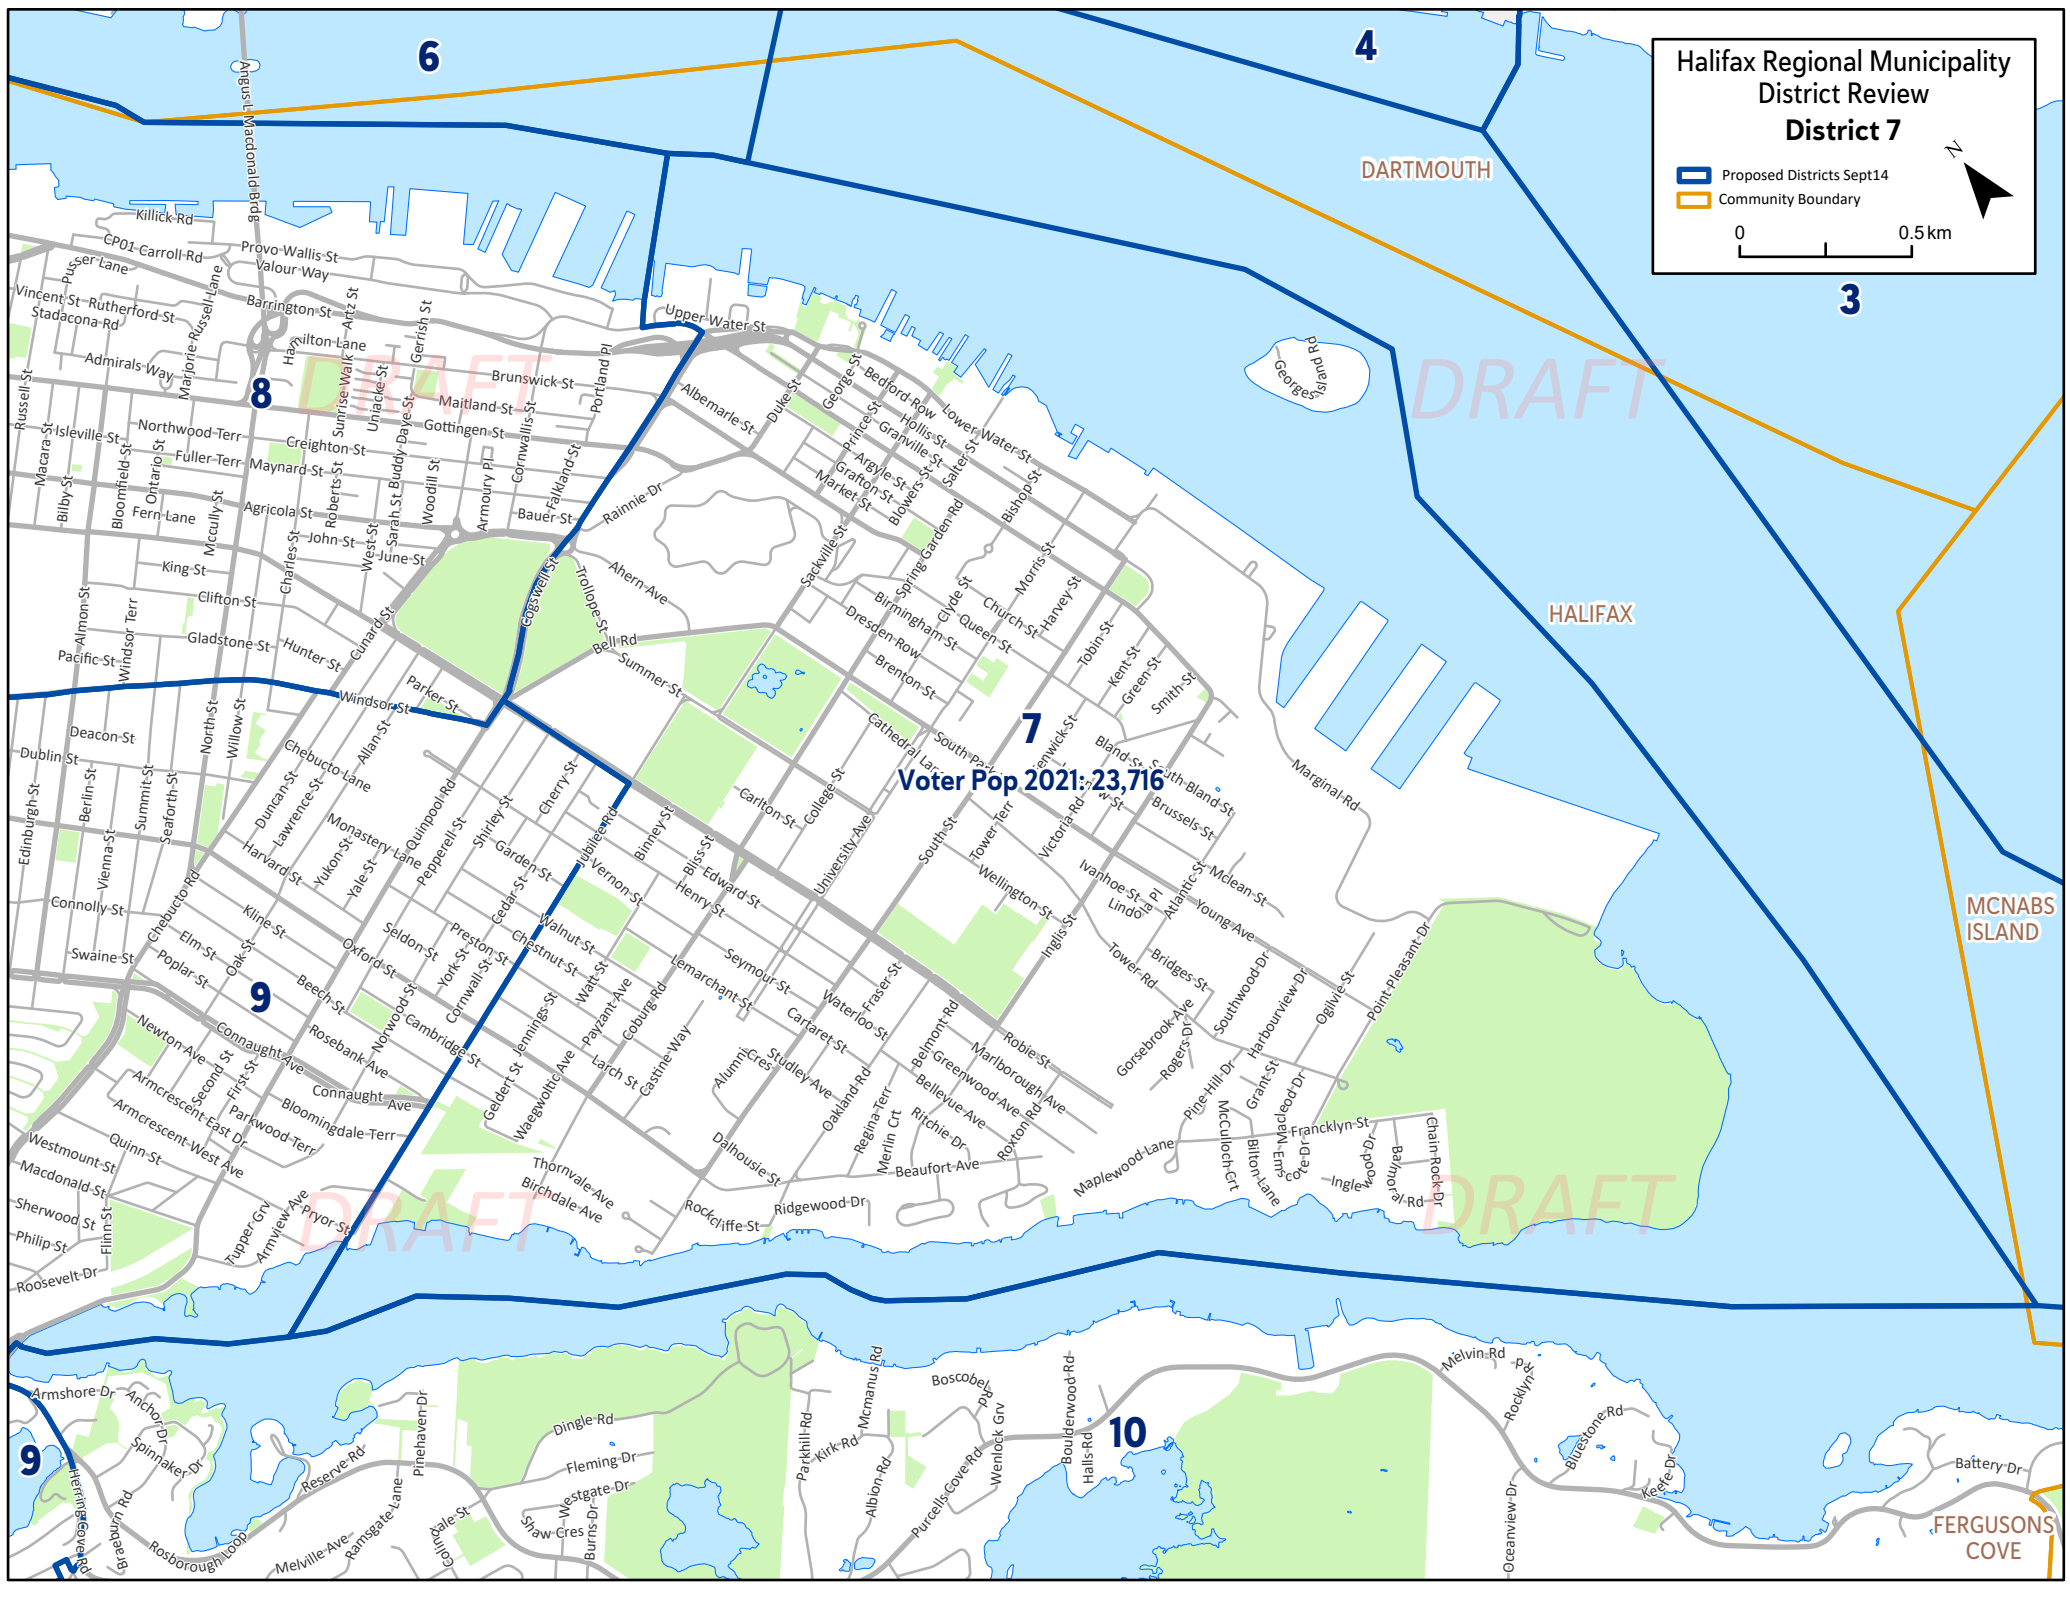 6
4
Halifax Regional Municipality
District Review
District 7
N
Proposed Districts Sept14
Community Boundary
0
0.5 km
DARTMOUTH
3
Angus L Macdonald Brdg
Killick Rd
CP01 Carroll Rd
Provo Wallis St
Valour Way
Pusser Lane
Vincent St
Rutherford St
Stadacona Rd
Barrington St
Artz St
Gerrish St
Hamilton Lane
Marjorie Russell Lane
Admirals Way
Upper Water St
Portland Pl
Brunswick St
DRAFT
8
Russell St
Sunrise Walk
Uniacke St
Maitland St
Gottingen St
Albemarle St
Duke St
George St
Bedford Row
Lower Water St
Georges Island Rd
DRAFT
Isleville St
Northwood Terr
Creighton St
Buddy Daye St
Cornwallis St
Prince St
Hollis St
Granville St
Macara St
Fuller Terr
Maynard St
Falkland St
Argyle St
Grafton St
Market St
Blowers St
Salter St
Bishop St
Bilby St
Bloomfield St
Ontario St
Roberts St
Sarah St
Woodill St
Armoury Pl
Rainnie Dr
Fern Lane
Mccully St
Agricola St
Bauer St
John St
West St
June St
King St
Charles St
Sackville St
Spring Garden Rd
Morris St
Almon St
Windsor Terr
Clifton St
Cunard St
Cogswell St
Trollope St
Ahern Ave
Birmingham St
Clyde St
Church St
Harvey St
HALIFAX
Gladstone St
Hunter St
Bell Rd
Dresden Row
Queen St
Tobin St
Pacific St
Summer St
Brenton St
Kent St
Green St
Smith St
Windsor St
Parker St
North St
Willow St
Deacon St
Allan St
Cathedral Lane
South Park
Fenwick St
7
Bland St
South Bland St
Voter Pop 2021: 23,716
Dublin St
Chebucto Lane
Marginal Rd
Edinburgh St
Berlin St
Summit St
Seaforth St
Duncan St
Lawrence St
Quinpool Rd
Cherry St
Carlton St
College St
Brussels St
Monastery Lane
Pepperell St
Shirley St
Jubilee Rd
Binney St
Bliss St
University Ave
South St
Tower Terr
Victoria Rd
Vienna St
Harvard St
Yukon St
Yale St
Garden St
Vernon St
Edward St
Henry St
Wellington St
Ivanhoe St
Lindola Pl
Atlantic St
Mclean St
Young Ave
Connolly St
Chebucto Rd
Kline St
Cedar St
Walnut St
MCNABS
ISLAND
Swaine St
Elm St
Poplar St
Oak St
Oxford St
Seldon St
Preston St
Chestnut St
Seymour St
Inglis St
Tower Rd
Bridges St
Point Pleasant Dr
9
Beech St
York St
Cornwall St
Watt St
Lemarchant St
Waterloo St
Fraser St
Southwood Dr
Harbourview Dr
Ogilvie St
Norwood St
Cambridge St
Jennings St
Payzant Ave
Coburg Rd
Cartaret St
Belmont Rd
Robie St
Gorsebrook Ave
Rogers Dr
Newton Ave
Connaught Ave
Rosebank Ave
Larch St
Castine Way
Alumni Cres
Studley Ave
Marlborough Ave
Greenwood Ave
Second St
First St
Connaught Ave
Geldert St
Waegwoltic Ave
Oakland Rd
Bellevue Ave
Roxton Rd
Pine Hill Dr
Grant St
Macleod Dr
Armcrescent East Dr
Armcrescent West Ave
Parkwood Terr
Bloomingdale Terr
Regina Terr
Merlin Crt
Ritchie Dr
McCulloch Crt
Francklyn St
Westmount St
Quinn St
Dalhousie St
Beaufort Ave
Maplewood Lane
Bilton Lane
Emscote Dr
Inglewood Dr
Balmoral Rd
Chain Rock Dr
Macdonald St
Thornvale Ave
Birchdale Ave
DRAFT
DRAFT
Sherwood St
Flinn St
Tupper Grv
Armview Ave
Pryor St
Rockcliffe St
Ridgewood Dr
Philip St
Roosevelt Dr
Armshore Dr
Anchor Dr
Spinnaker Dr
Pinehaven Dr
Dingle Rd
Mcmanus Rd
Boscobel Rd
Boulderwood Rd
Melvin Rd
Rocklyn Rd
9
Herring Cove Rd
Reserve Rd
Fleming Dr
Parkhill Rd
Kirk Rd
Wenlock Grv
Halls Rd
10
Bluestone Rd
Keefe Dr
Battery Dr
Braeburn Rd
Rosborough Loop
Melville Ave
Ramsgate Lane
Colindale St
Westgate Dr
Shaw Cres
Burns Dr
Albion Rd
Purcells Cove Rd
Oceanview Dr
FERGUSONS
COVE